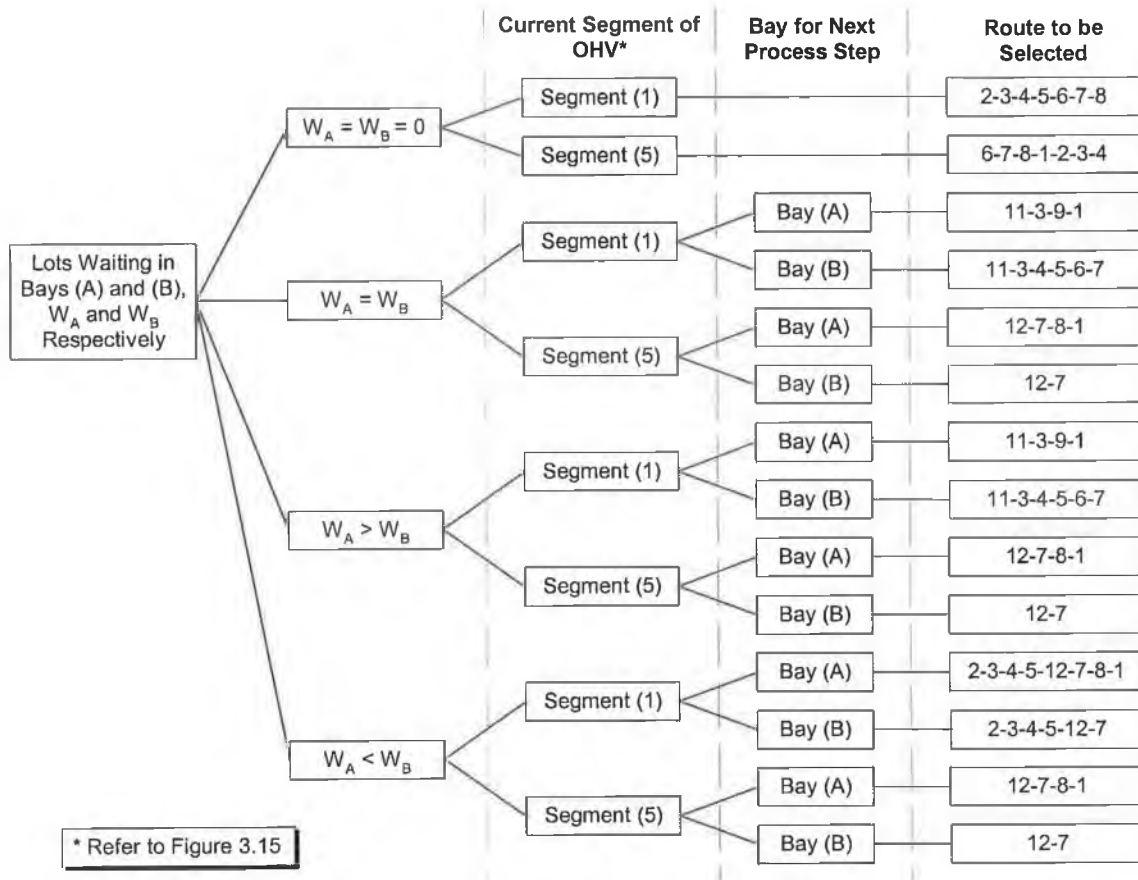 Current Segment of
OHV*
Bay for Next
Process Step
Route to be
Selected
Lots Waiting in
Bays (A) and (B),
W_A and W_B
Respectively
W_A = W_B = 0
Segment (1)
2-3-4-5-6-7-8
Segment (5)
6-7-8-1-2-3-4
W_A = W_B
Segment (1)
Bay (A)
11-3-9-1
Bay (B)
11-3-4-5-6-7
Segment (5)
Bay (A)
12-7-8-1
Bay (B)
12-7
W_A > W_B
Segment (1)
Bay (A)
11-3-9-1
Bay (B)
11-3-4-5-6-7
Segment (5)
Bay (A)
12-7-8-1
Bay (B)
12-7
W_A < W_B
Segment (1)
Bay (A)
2-3-4-5-12-7-8-1
Bay (B)
2-3-4-5-12-7
Segment (5)
Bay (A)
12-7-8-1
Bay (B)
12-7
* Refer to Figure 3.15